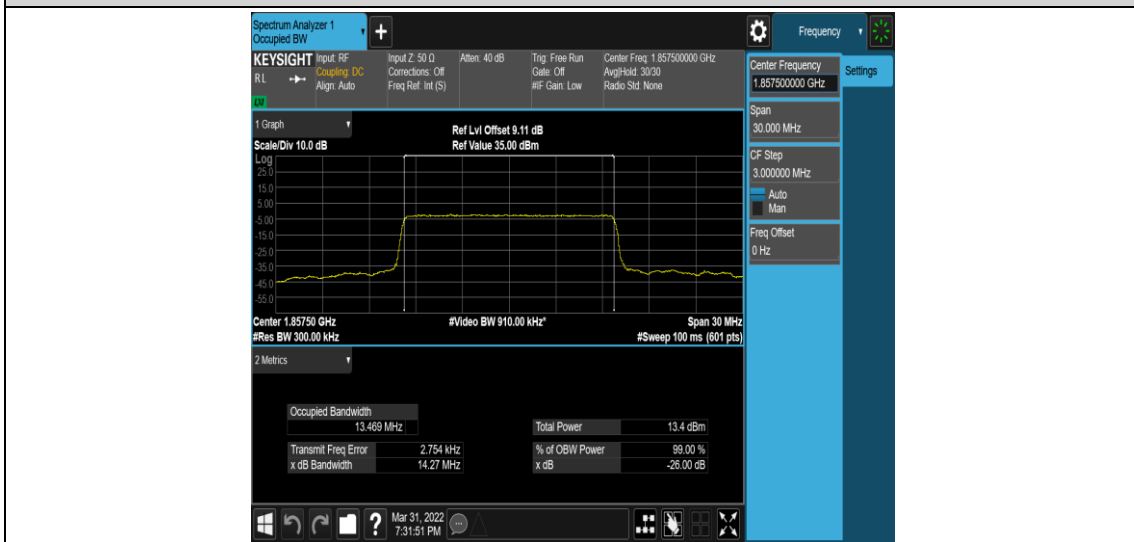 Spectrum Analyzer 1
Occupied BW
+
Frequency
KEYSIGHT
RL
LXI
Input: RF
Coupling: DC
Align: Auto
Input Z: 50 Ω
Corrections: Off
Freq Ref: Int (S)
Atten: 40 dB
Trig: Free Run
Gate: Off
#IF Gain: Low
Center Freq: 1.857500000 GHz
Avg|Hold: 30/30
Radio Std: None
Center Frequency
1.857500000 GHz
Settings
Span
30.000 MHz
CF Step
3.000000 MHz
Auto
Man
Freq Offset
0 Hz
1 Graph
Scale/Div 10.0 dB
Ref Lvl Offset 9.11 dB
Ref Value 35.00 dBm
Log
25.0
15.0
5.00
-5.00
-15.0
-25.0
-35.0
-45.0
-55.0
Center 1.85750 GHz
#Res BW 300.00 kHz
#Video BW 910.00 kHz*
Span 30 MHz
#Sweep 100 ms (601 pts)
2 Metrics
Occupied Bandwidth
13.469 MHz
Transmit Freq Error 2.754 kHz
x dB Bandwidth 14.27 MHz
Total Power 13.4 dBm
% of OBW Power 99.00 %
x dB -26.00 dB
?
Mar 31, 2022
7:31:51 PM